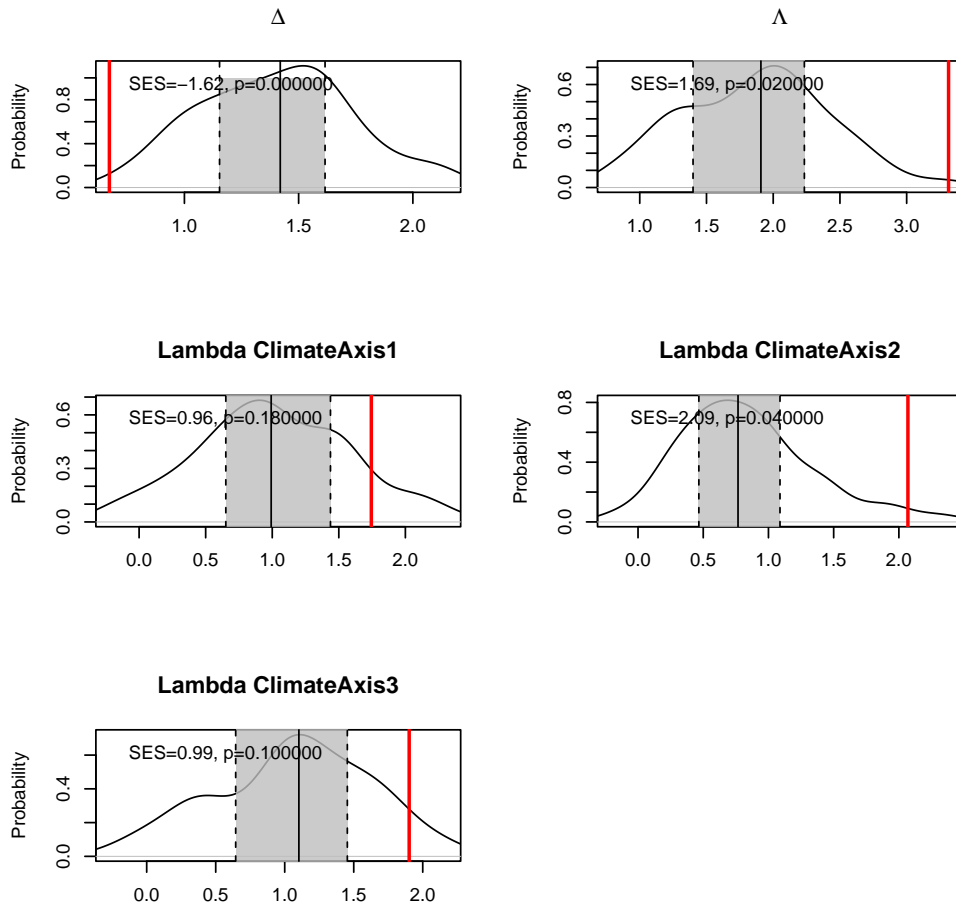 Δ
Λ
Probability
0.0 0.4 0.8
SES=−1.62, p=0.000000
1.0 1.5 2.0
Probability
0.0 0.3 0.6
SES=1.69, p=0.020000
1.0 1.5 2.0 2.5 3.0
Lambda ClimateAxis1
Probability
0.0 0.3 0.6
SES=0.96, p=0.180000
0.0 0.5 1.0 1.5 2.0
Lambda ClimateAxis2
Probability
0.0 0.4 0.8
SES=2.09, p=0.040000
0.0 0.5 1.0 1.5 2.0
Lambda ClimateAxis3
Probability
0.0 0.4
SES=0.99, p=0.100000
0.0 0.5 1.0 1.5 2.0